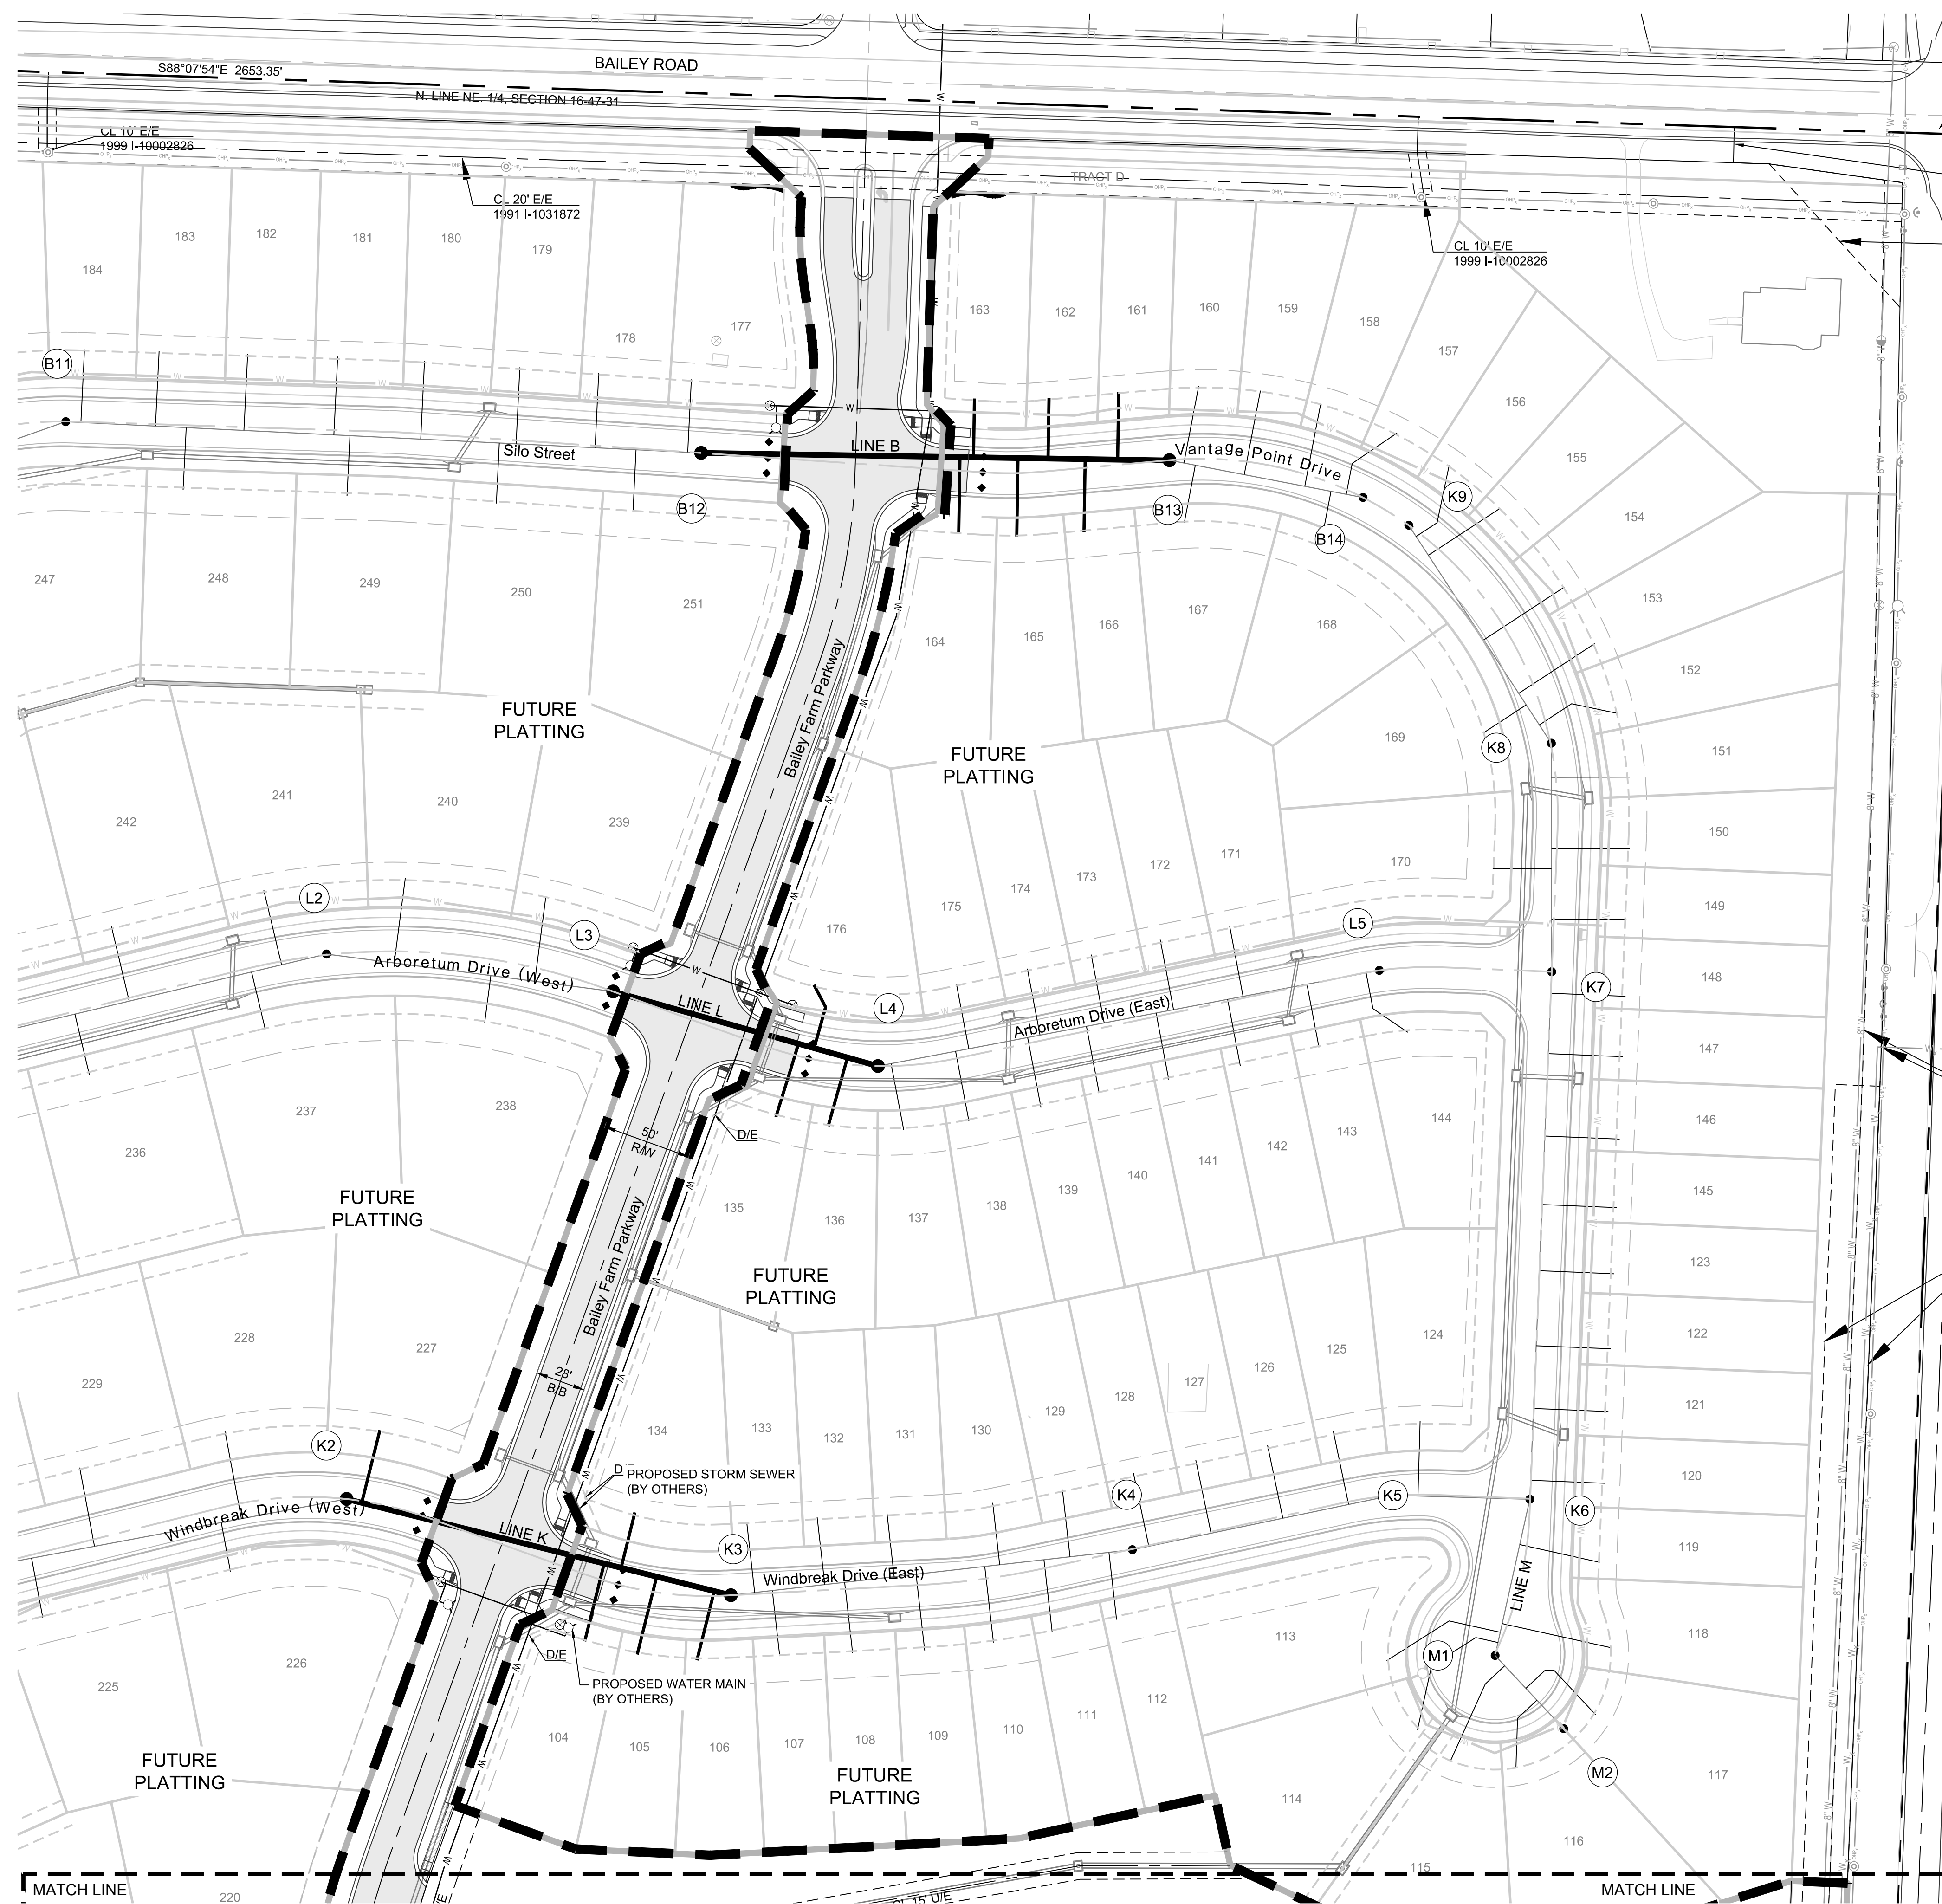 BAILEY ROAD
S88°07'54"E 2653.35'
N. LINE NE. 1/4, SECTION 16-47-31
CL 10' E/E
1999 I-10002826
CL 20' E/E
1991 I-1031872
TRACT D
CL 10' E/E
1999 I-10002826
184
183
182
181
180
179
178
177
163
162
161
160
159
158
157
156
155
154
153
152
151
150
149
148
147
146
145
123
122
121
120
119
118
117
B11
Silo Street
LINE B
Vantage Point Drive
B12
B13
B14
K9
247
248
249
250
251
164
165
166
167
168
169
170
K8
Bailey Farm Parkway
FUTURE
PLATTING
FUTURE
PLATTING
242
241
240
239
176
175
174
173
172
171
L2
L3
L4
L5
K7
Arboretum Drive (West)
LINE L
Arboretum Drive (East)
236
237
238
50'
R/W
D/E
135
136
137
138
139
140
141
142
143
144
FUTURE
PLATTING
Bailey Farm Parkway
FUTURE
PLATTING
229
228
227
28'
B/B
134
133
132
131
130
129
128
127
126
125
124
K2
Windbreak Drive (West)
LINE K
D
PROPOSED STORM SEWER
(BY OTHERS)
K3
K4
K5
K6
Windbreak Drive (East)
LINE M
M1
M2
D/E
PROPOSED WATER MAIN
(BY OTHERS)
225
226
104
105
106
107
108
109
110
111
112
113
114
115
116
FUTURE
PLATTING
FUTURE
PLATTING
220
MATCH LINE
CL 15' U/E
MATCH LINE